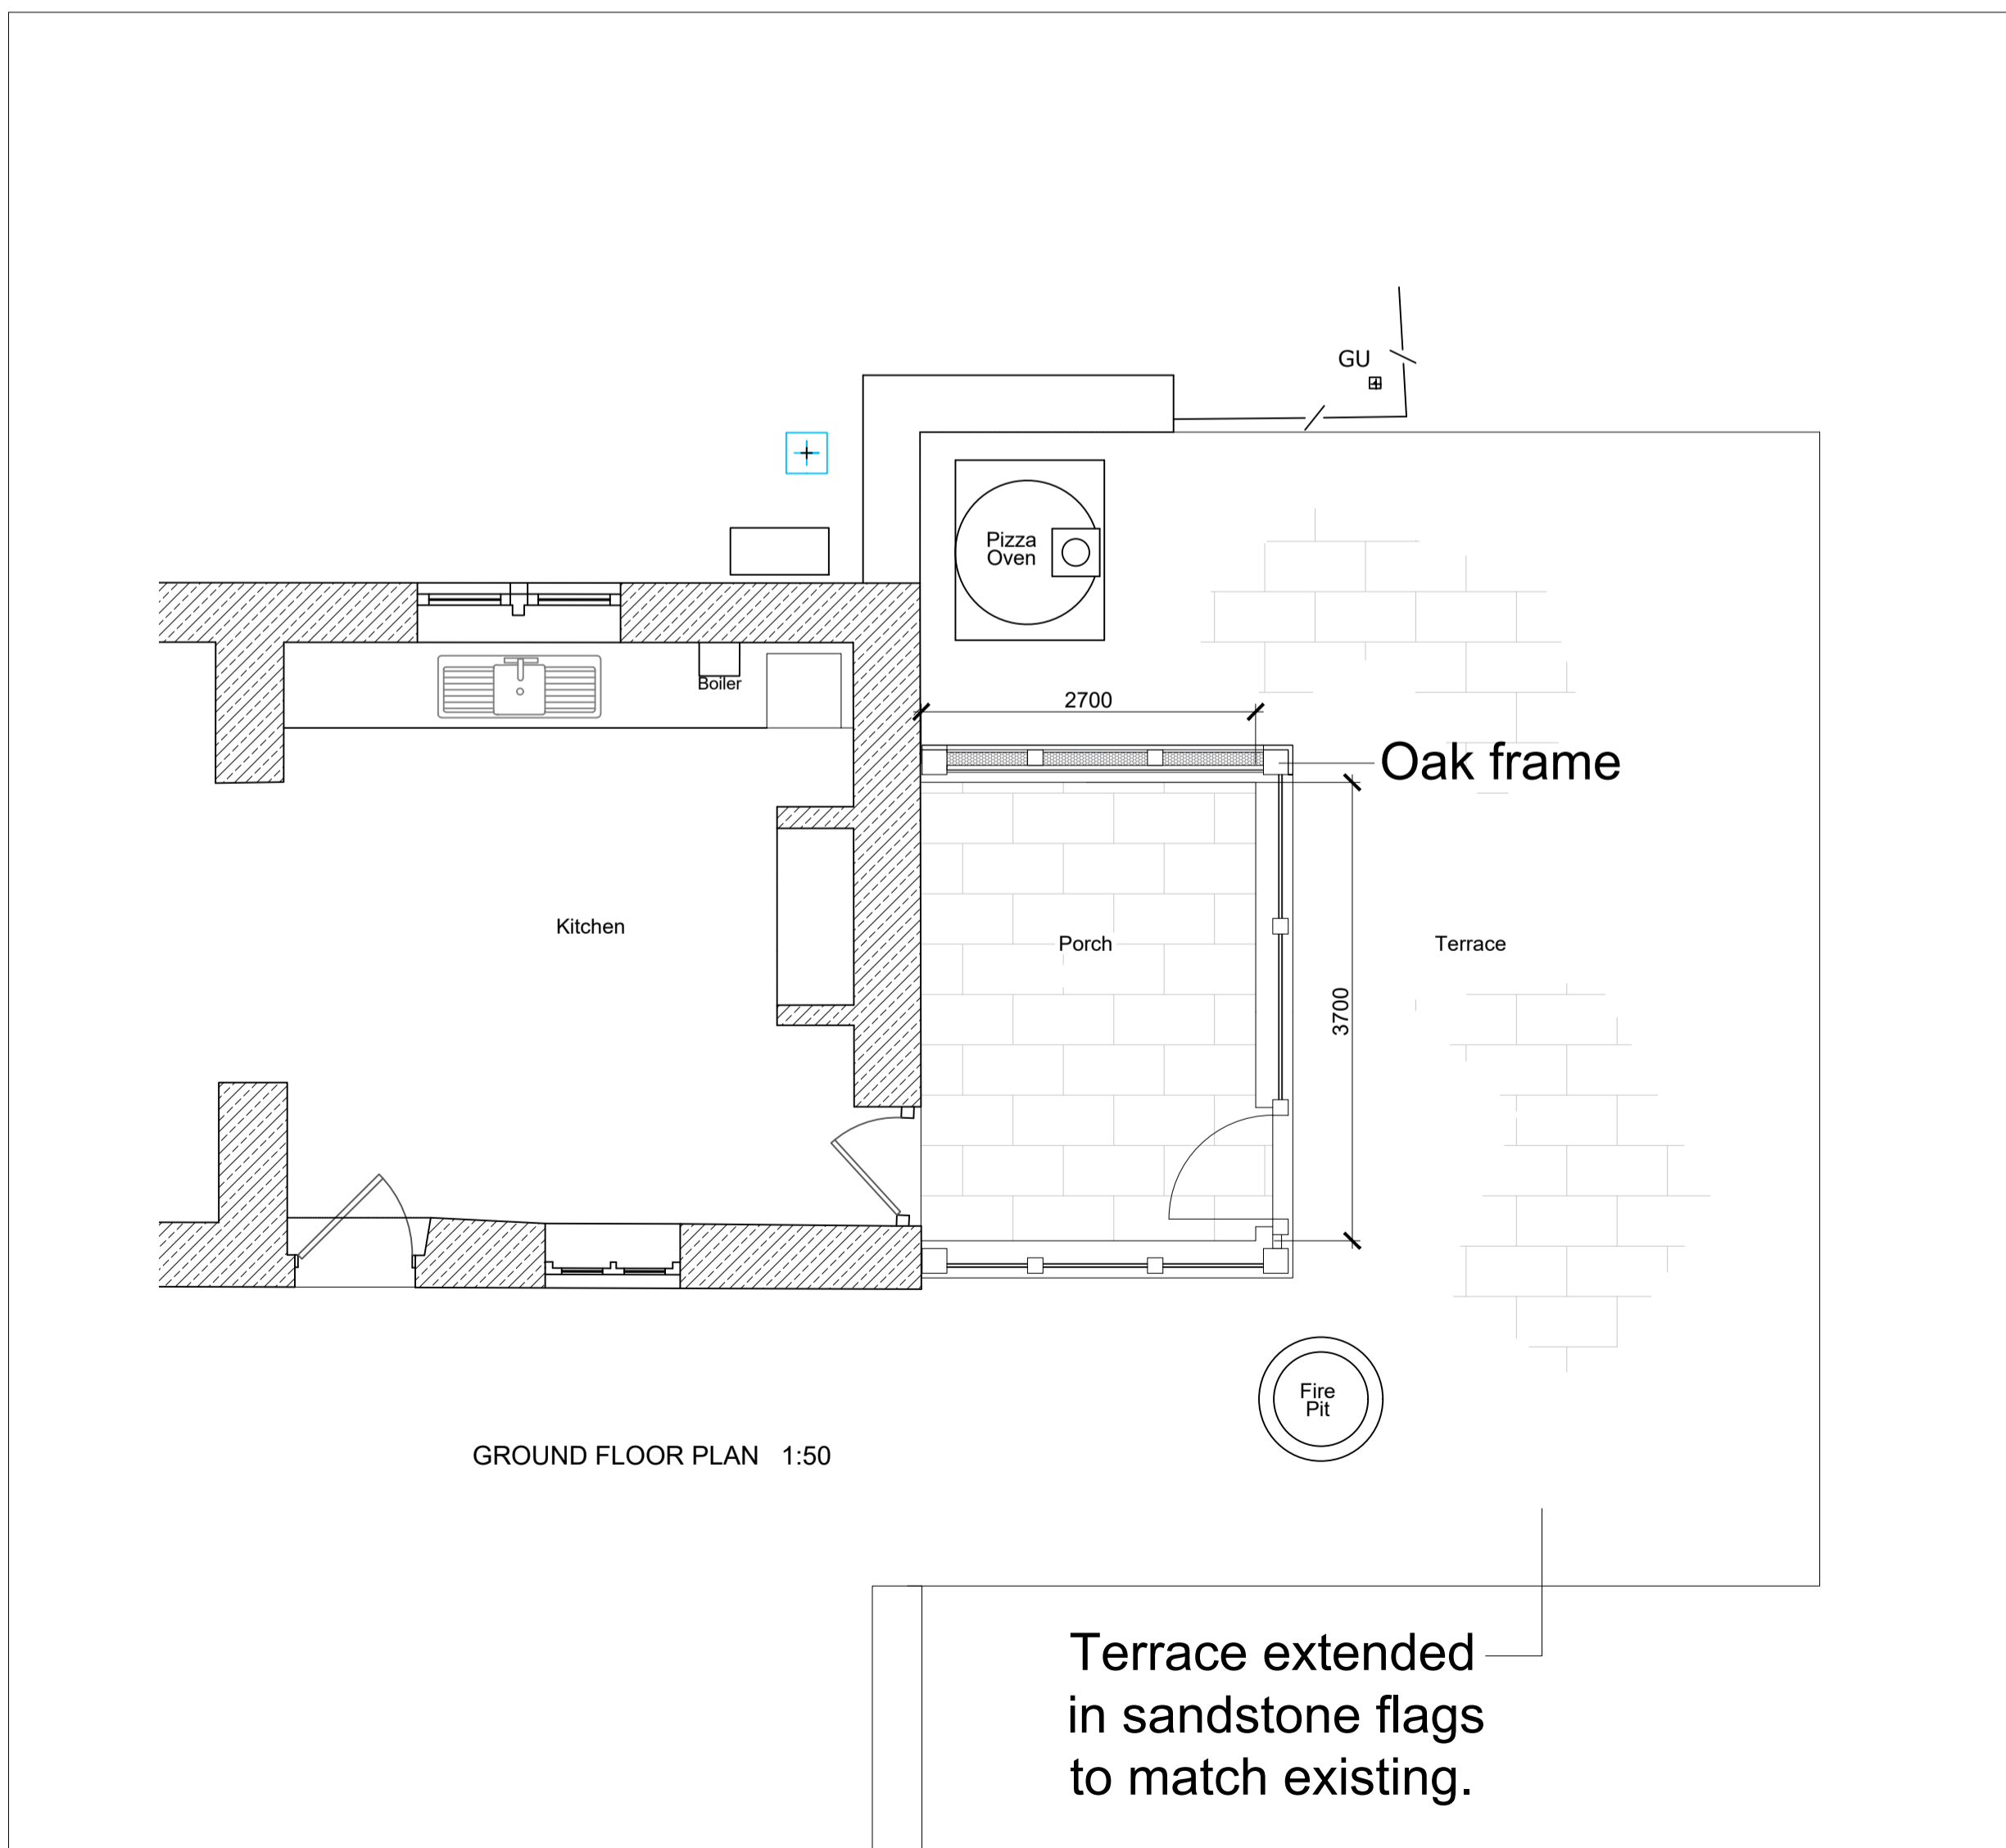 GU
Pizza
Oven
Boiler
2700
Oak frame
Kitchen
Porch
Terrace
3700
Fire
Pit
GROUND FLOOR PLAN 1:50
Terrace extended
in sandstone flags
to match existing.